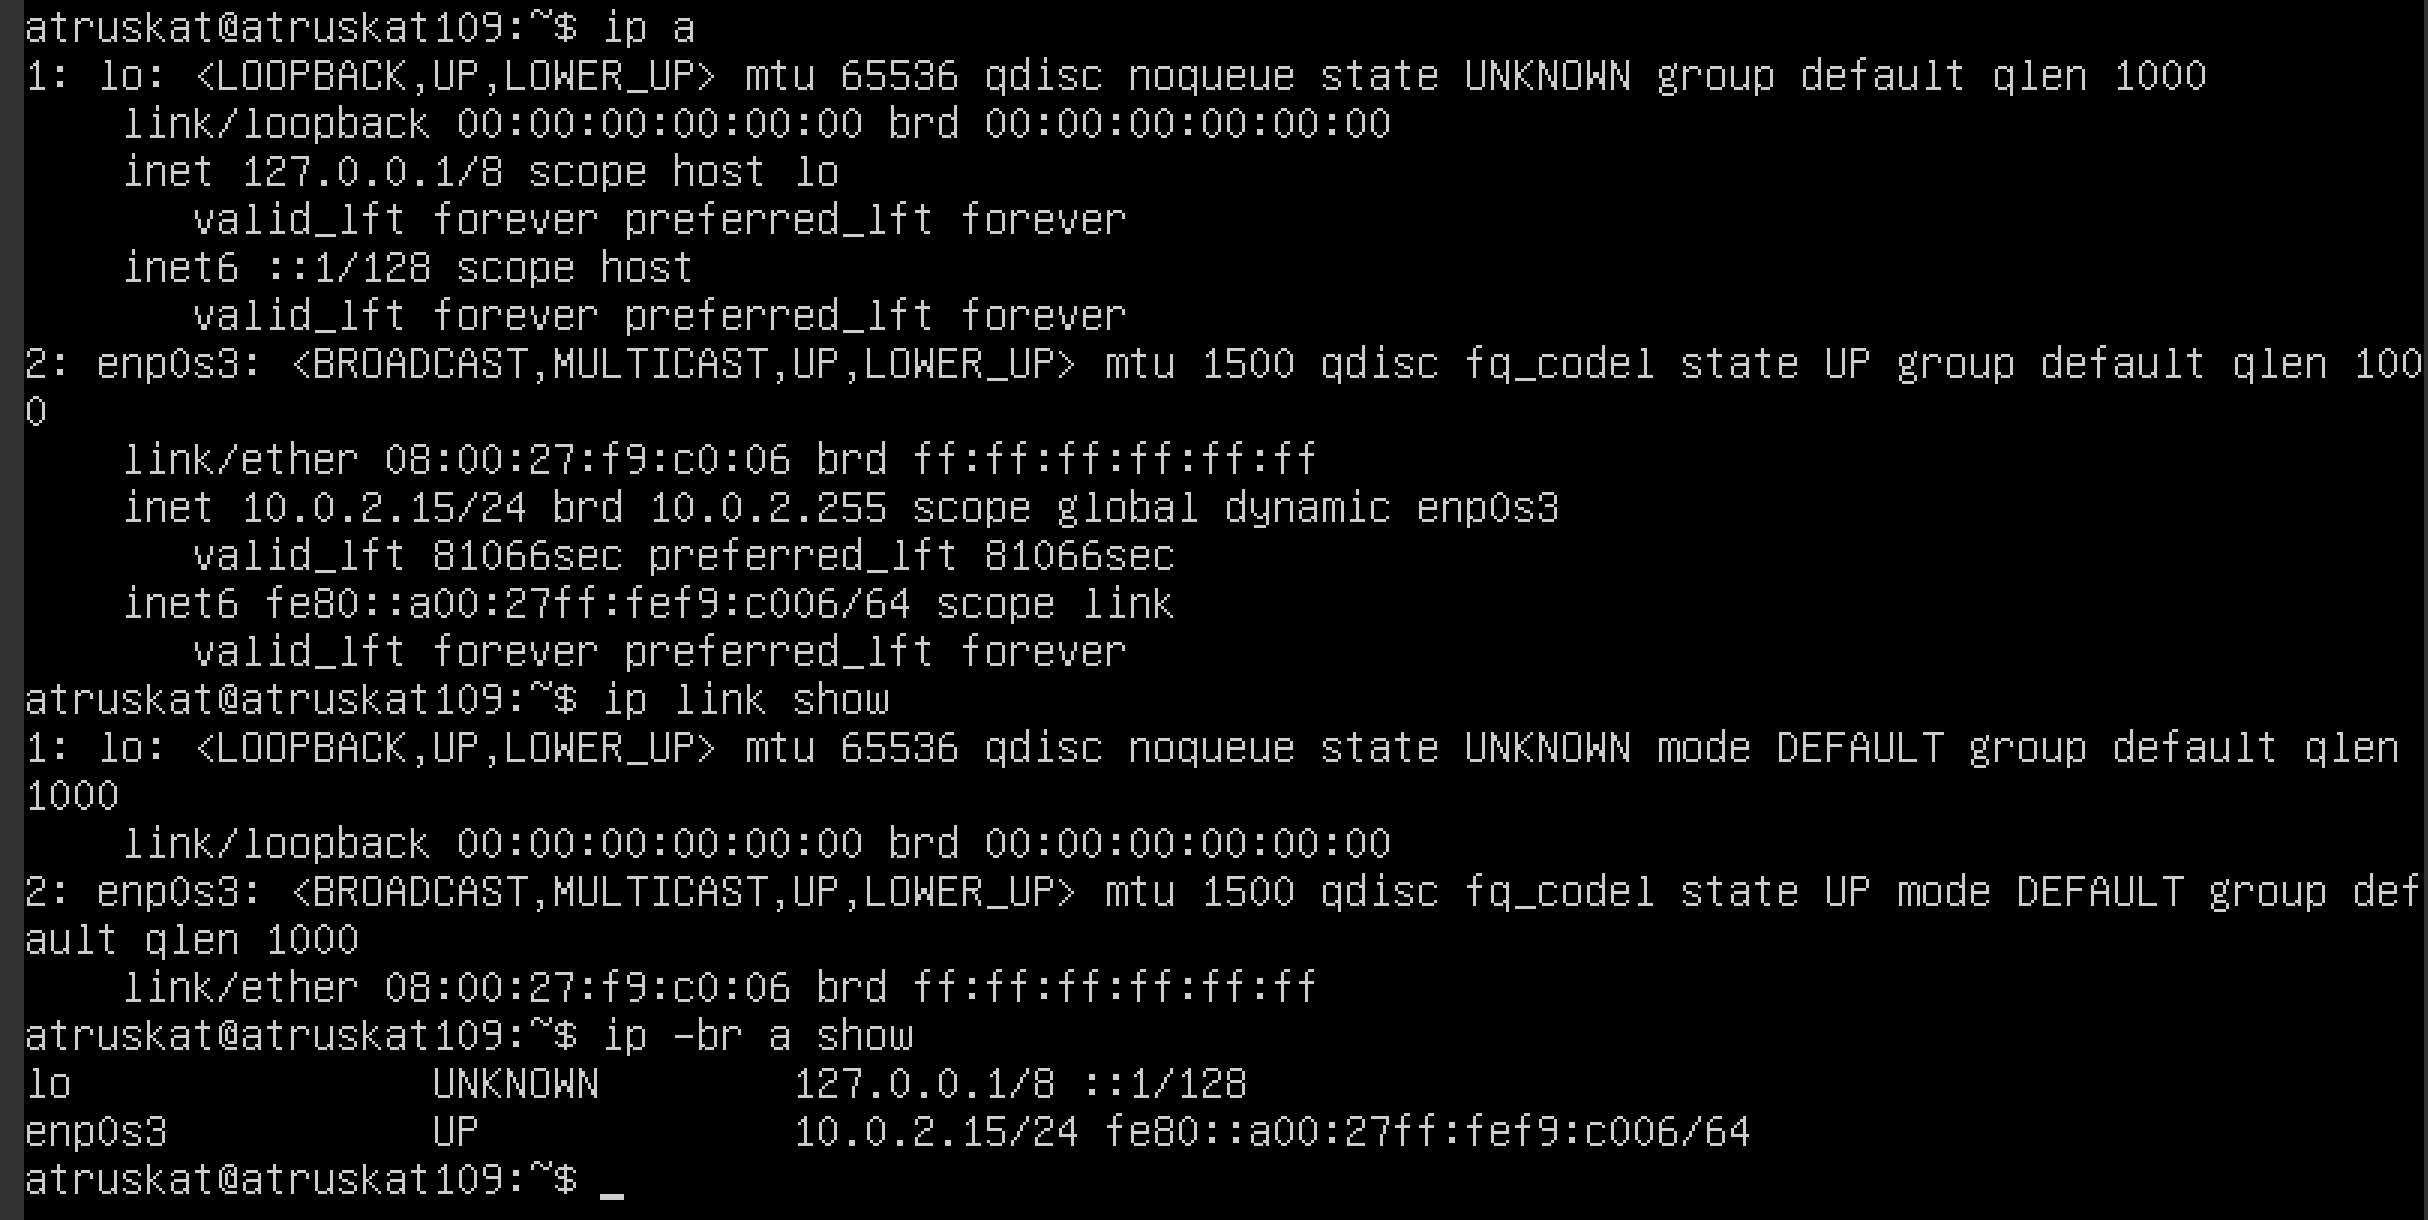 atruskat@atruskat109:~$ ip a
1: lo: <LOOPBACK,UP,LOWER_UP> mtu 65536 qdisc noqueue state UNKNOWN group default qlen 1000
    link/loopback 00:00:00:00:00:00 brd 00:00:00:00:00:00
    inet 127.0.0.1/8 scope host lo
       valid_lft forever preferred_lft forever
    inet6 ::1/128 scope host
       valid_lft forever preferred_lft forever
2: enp0s3: <BROADCAST,MULTICAST,UP,LOWER_UP> mtu 1500 qdisc fq_codel state UP group default qlen 100
0
    link/ether 08:00:27:f9:c0:06 brd ff:ff:ff:ff:ff:ff
    inet 10.0.2.15/24 brd 10.0.2.255 scope global dynamic enp0s3
       valid_lft 81066sec preferred_lft 81066sec
    inet6 fe80::a00:27ff:fef9:c006/64 scope link
       valid_lft forever preferred_lft forever
atruskat@atruskat109:~$ ip link show
1: lo: <LOOPBACK,UP,LOWER_UP> mtu 65536 qdisc noqueue state UNKNOWN mode DEFAULT group default qlen
1000
    link/loopback 00:00:00:00:00:00 brd 00:00:00:00:00:00
2: enp0s3: <BROADCAST,MULTICAST,UP,LOWER_UP> mtu 1500 qdisc fq_codel state UP mode DEFAULT group def
ault qlen 1000
    link/ether 08:00:27:f9:c0:06 brd ff:ff:ff:ff:ff:ff
atruskat@atruskat109:~$ ip -br a show
lo               UNKNOWN        127.0.0.1/8 ::1/128
enp0s3           UP             10.0.2.15/24 fe80::a00:27ff:fef9:c006/64
atruskat@atruskat109:~$ _